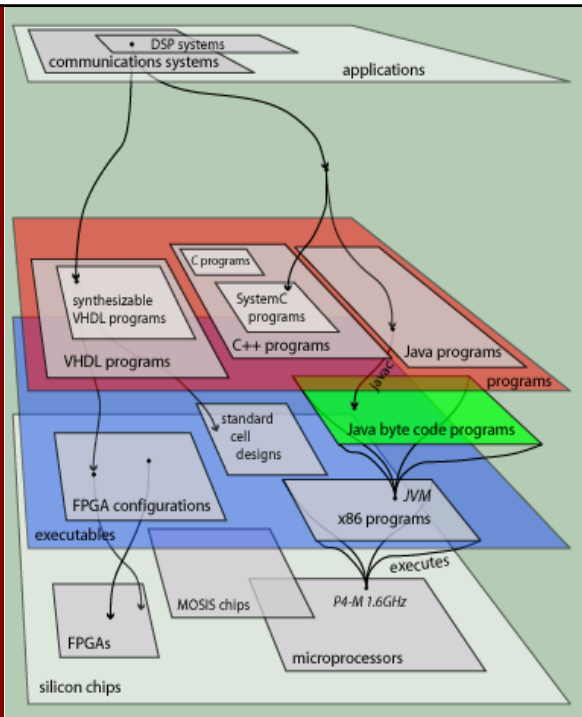 DSP systems
communications systems
applications
C programs
synthesizable
VHDL programs
SystemC
programs
C++ programs
VHDL programs
Java programs
javac
programs
standard
cell
designs
Java byte code programs
FPGA configurations
JVM
x86 programs
executables
executes
MOSIS chips
P4-M 1.6GHz
FPGAs
microprocessors
silicon chips